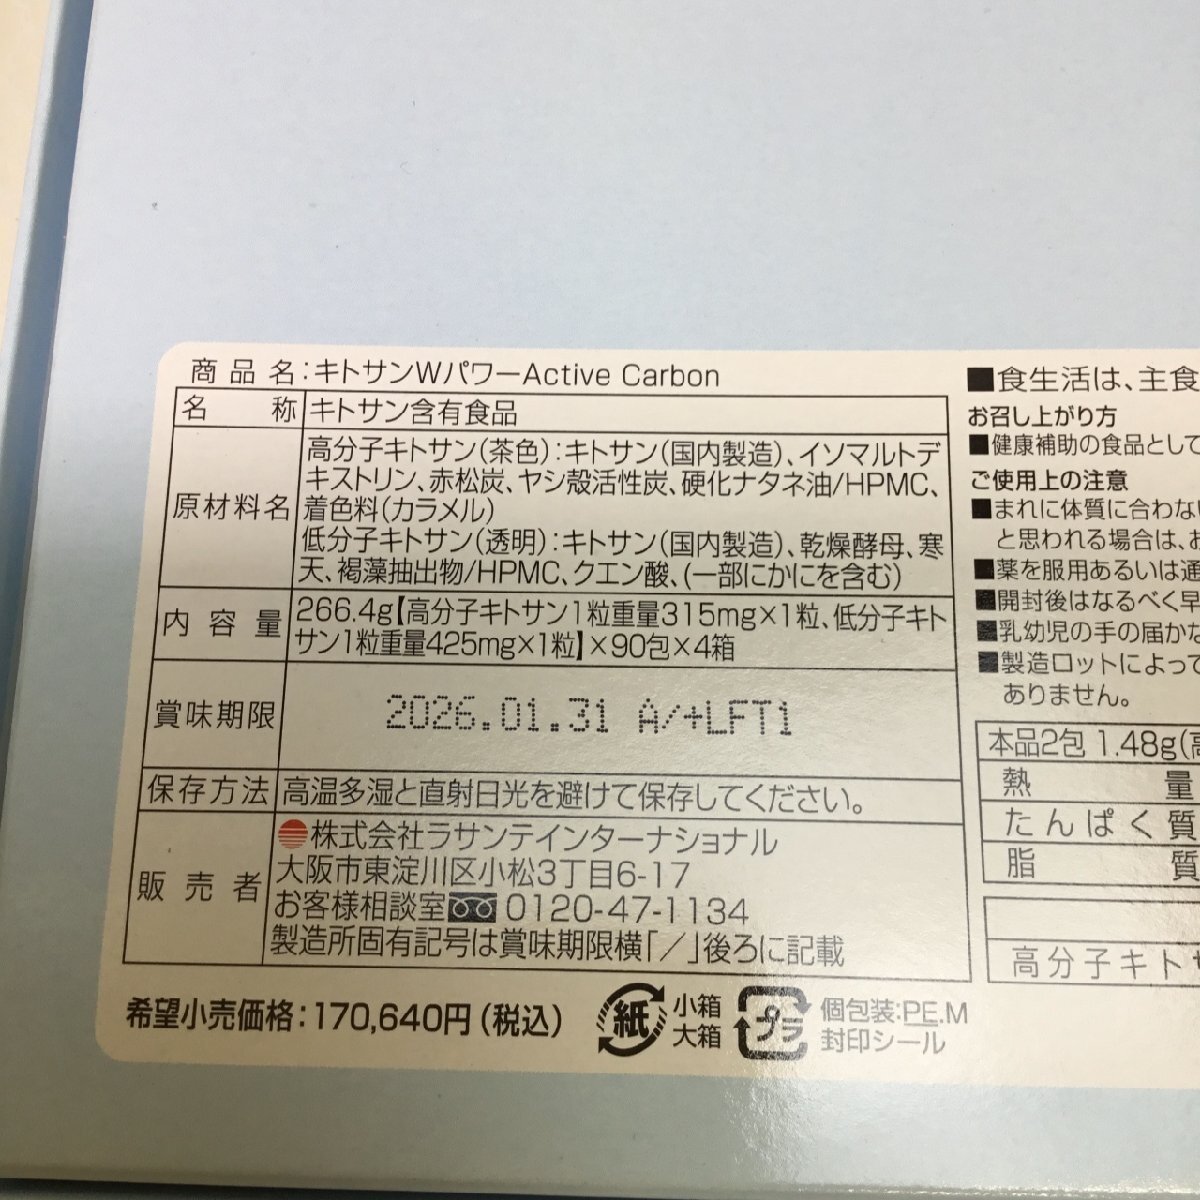 商品名:キトサンWパワーActive Carbon
名称 キトサン含有食品
原材料名
高分子キトサン(茶色):キトサン(国内製造)、イソマルトデ
キストリン、赤松炭、ヤシ殻活性炭、硬化ナタネ油/HPMC、
着色料(カラメル)
低分子キトサン(透明):キトサン(国内製造)、乾燥酵母、寒
天、褐藻抽出物/HPMC、クエン酸、(一部にかにを含む)
内容量
266.4g【高分子キトサン1粒重量315mg×1粒、低分子キト
サン1粒重量425mg×1粒】×90包×4箱
賞味期限 2026.01.31 A/+LFT1
保存方法 高温多湿と直射日光を避けて保存してください。
販売者
株式会社ラサンテインターナショナル
大阪市東淀川区小松3丁目6-17
お客様相談室 0120-47-1134
製造所固有記号は賞味期限横「/」後ろに記載
希望小売価格:170,640円(税込)
紙 小箱
大箱
プラ 個包装:PE.M
封印シール
■食生活は、主食
お召し上がり方
■健康補助の食品として
ご使用上の注意
■まれに体質に合わない
と思われる場合は、お
■薬を服用あるいは通
■開封後はなるべく早
■乳幼児の手の届かな
■製造ロットによって
ありません。
本品2包 1.48g(高
熱量
たんぱく質
脂質
高分子キトサ